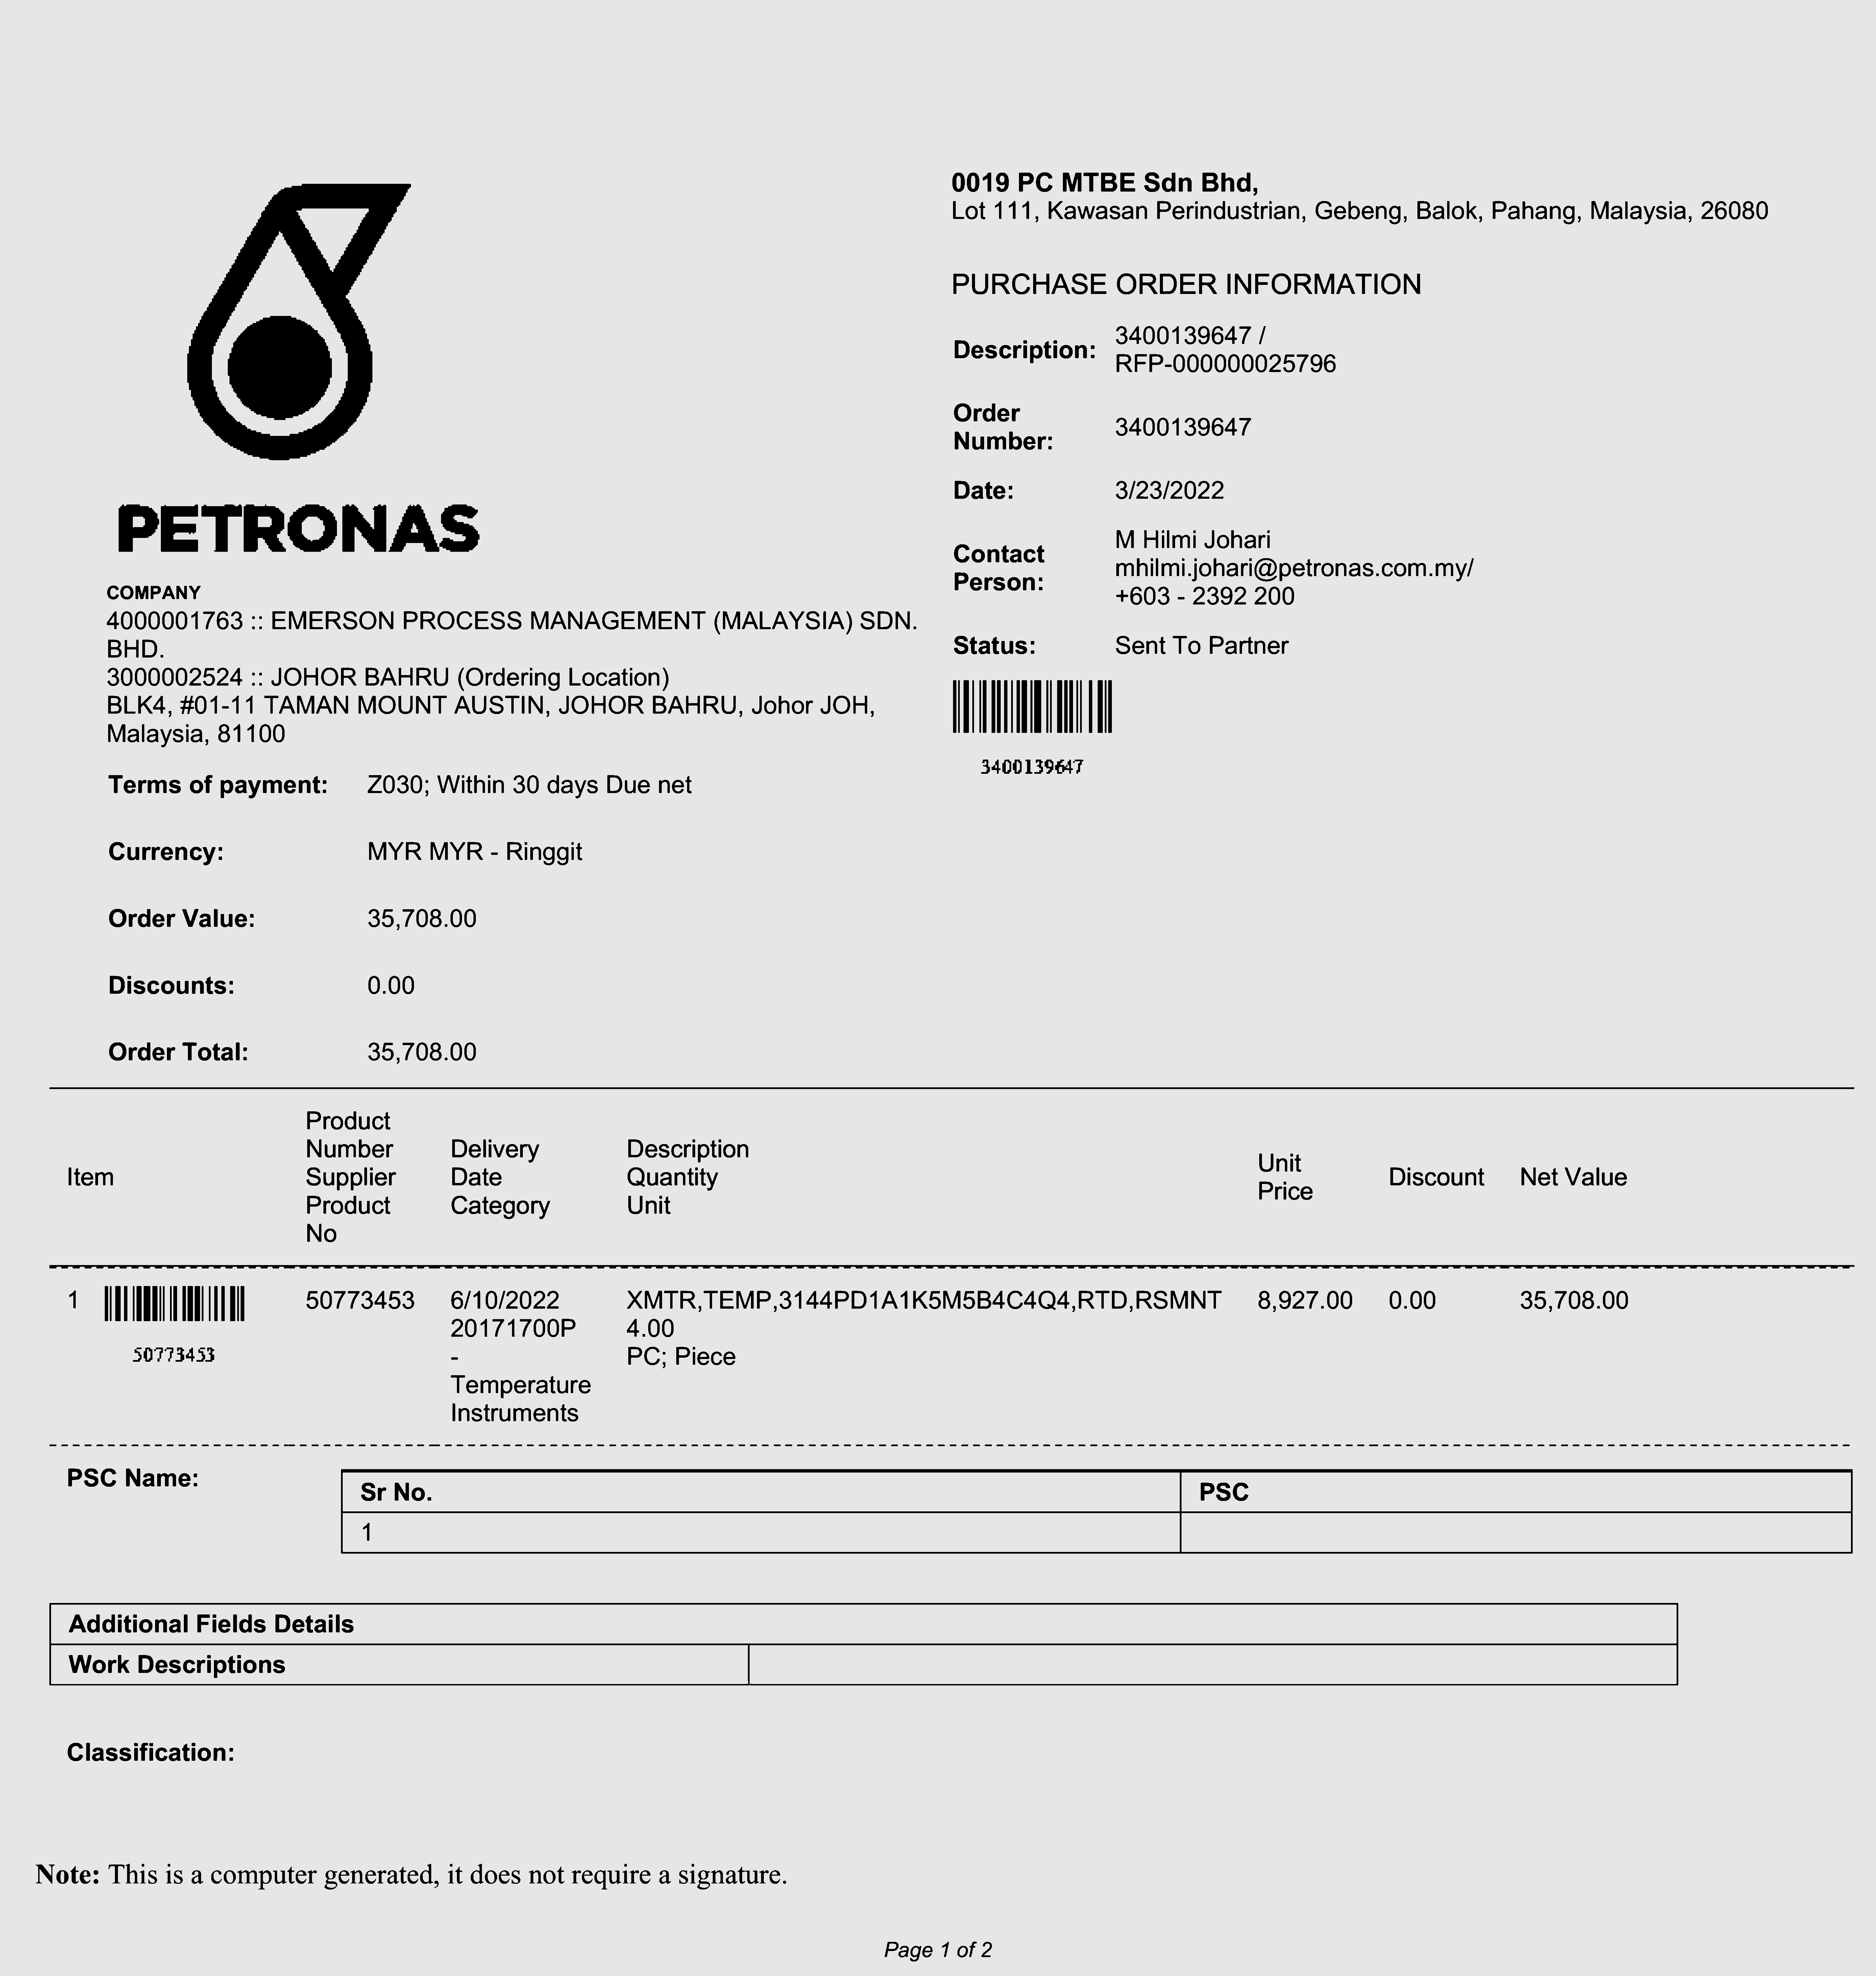 PETRONAS
COMPANY
4000001763 :: EMERSON PROCESS MANAGEMENT (MALAYSIA) SDN.
BHD.
3000002524 :: JOHOR BAHRU (Ordering Location)
BLK4, #01-11 TAMAN MOUNT AUSTIN, JOHOR BAHRU, Johor JOH,
Malaysia, 81100
Terms of payment: Z030; Within 30 days Due net
Currency: MYR MYR - Ringgit
Order Value: 35,708.00
Discounts: 0.00
Order Total: 35,708.00
0019 PC MTBE Sdn Bhd,
Lot 111, Kawasan Perindustrian, Gebeng, Balok, Pahang, Malaysia, 26080
PURCHASE ORDER INFORMATION
Description: 3400139647 /
RFP-000000025796
Order
Number: 3400139647
Date: 3/23/2022
Contact
Person: M Hilmi Johari
mhilmi.johari@petronas.com.my/
+603 - 2392 200
Status: Sent To Partner
3400139647
Item
Product
Number
Supplier
Product
No
Delivery
Date
Category
Description
Quantity
Unit
Unit
Price
Discount
Net Value
1
50773453
50773453
6/10/2022
20171700P
-
Temperature
Instruments
XMTR,TEMP,3144PD1A1K5M5B4C4Q4,RTD,RSMNT
4.00
PC; Piece
8,927.00
0.00
35,708.00
PSC Name:
Sr No. PSC
1
Additional Fields Details
Work Descriptions
Classification:
Note: This is a computer generated, it does not require a signature.
Page 1 of 2